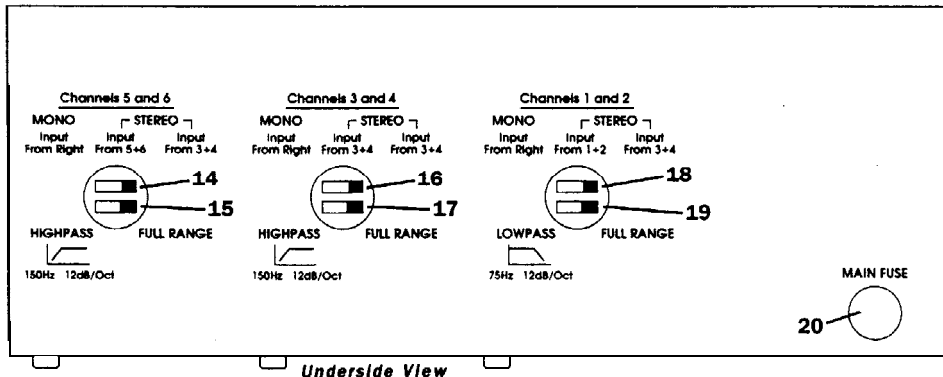 Channels 5 and 6
MONO
STEREO
Input From Right
Input From 5+6
Input From 3+4
14
15
HIGHPASS
FULL RANGE
150Hz 12dB/Oct
Channels 3 and 4
MONO
STEREO
Input From Right
Input From 3+4
Input From 3+4
16
17
HIGHPASS
FULL RANGE
150Hz 12dB/Oct
Channels 1 and 2
MONO
STEREO
Input From Right
Input From 1+2
Input From 3+4
18
19
LOWPASS
FULL RANGE
75Hz 12dB/Oct
MAIN FUSE
20
Underside View